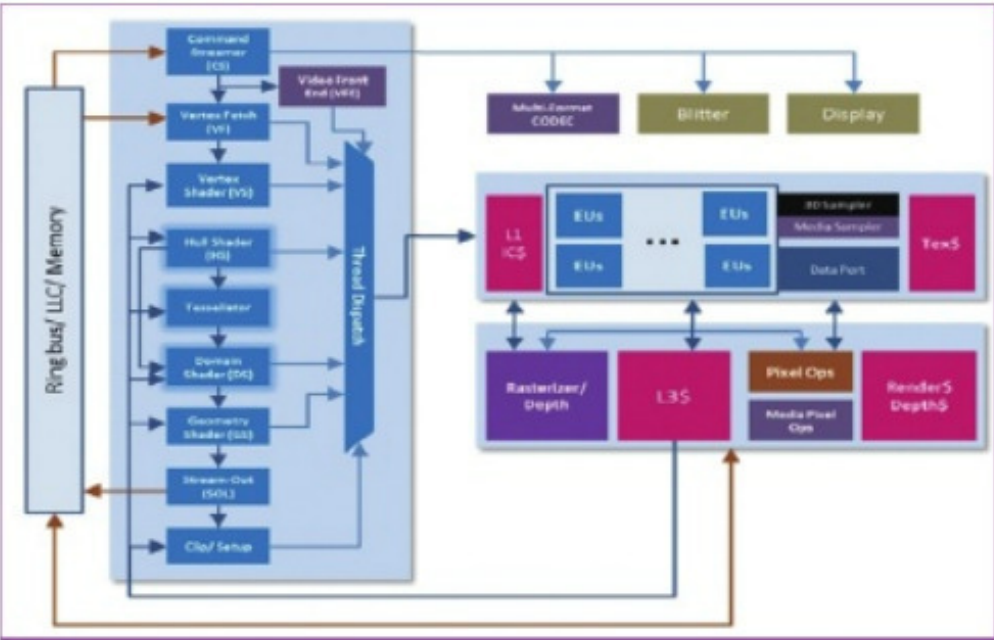 Command
Streamer
(CS)
Video Front
End (VFE)
Vertex Fetch
(VF)
Vertex
Shader (VS)
Hull Shader
(HS)
Tessellator
Domain
Shader (DS)
Geometry
Shader (GS)
Stream-Out
(SOL)
Clip/ Setup
Ring bus/ LLC/ Memory
Thread Dispatch
Multi-Format
CODEC
Blitter
Display
L1
IC$
EUs
EUs
...
EUs
EUs
3D Sampler
Media Sampler
Data Port
Tex$
Rasterizer/
Depth
L3$
Pixel Ops
Media Pixel
Ops
Render$
Depth$